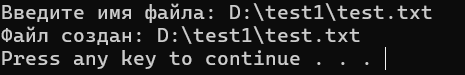 Введите имя файла: D:\test1\test.txt
Файл создан: D:\test1\test.txt
Press any key to continue . . .